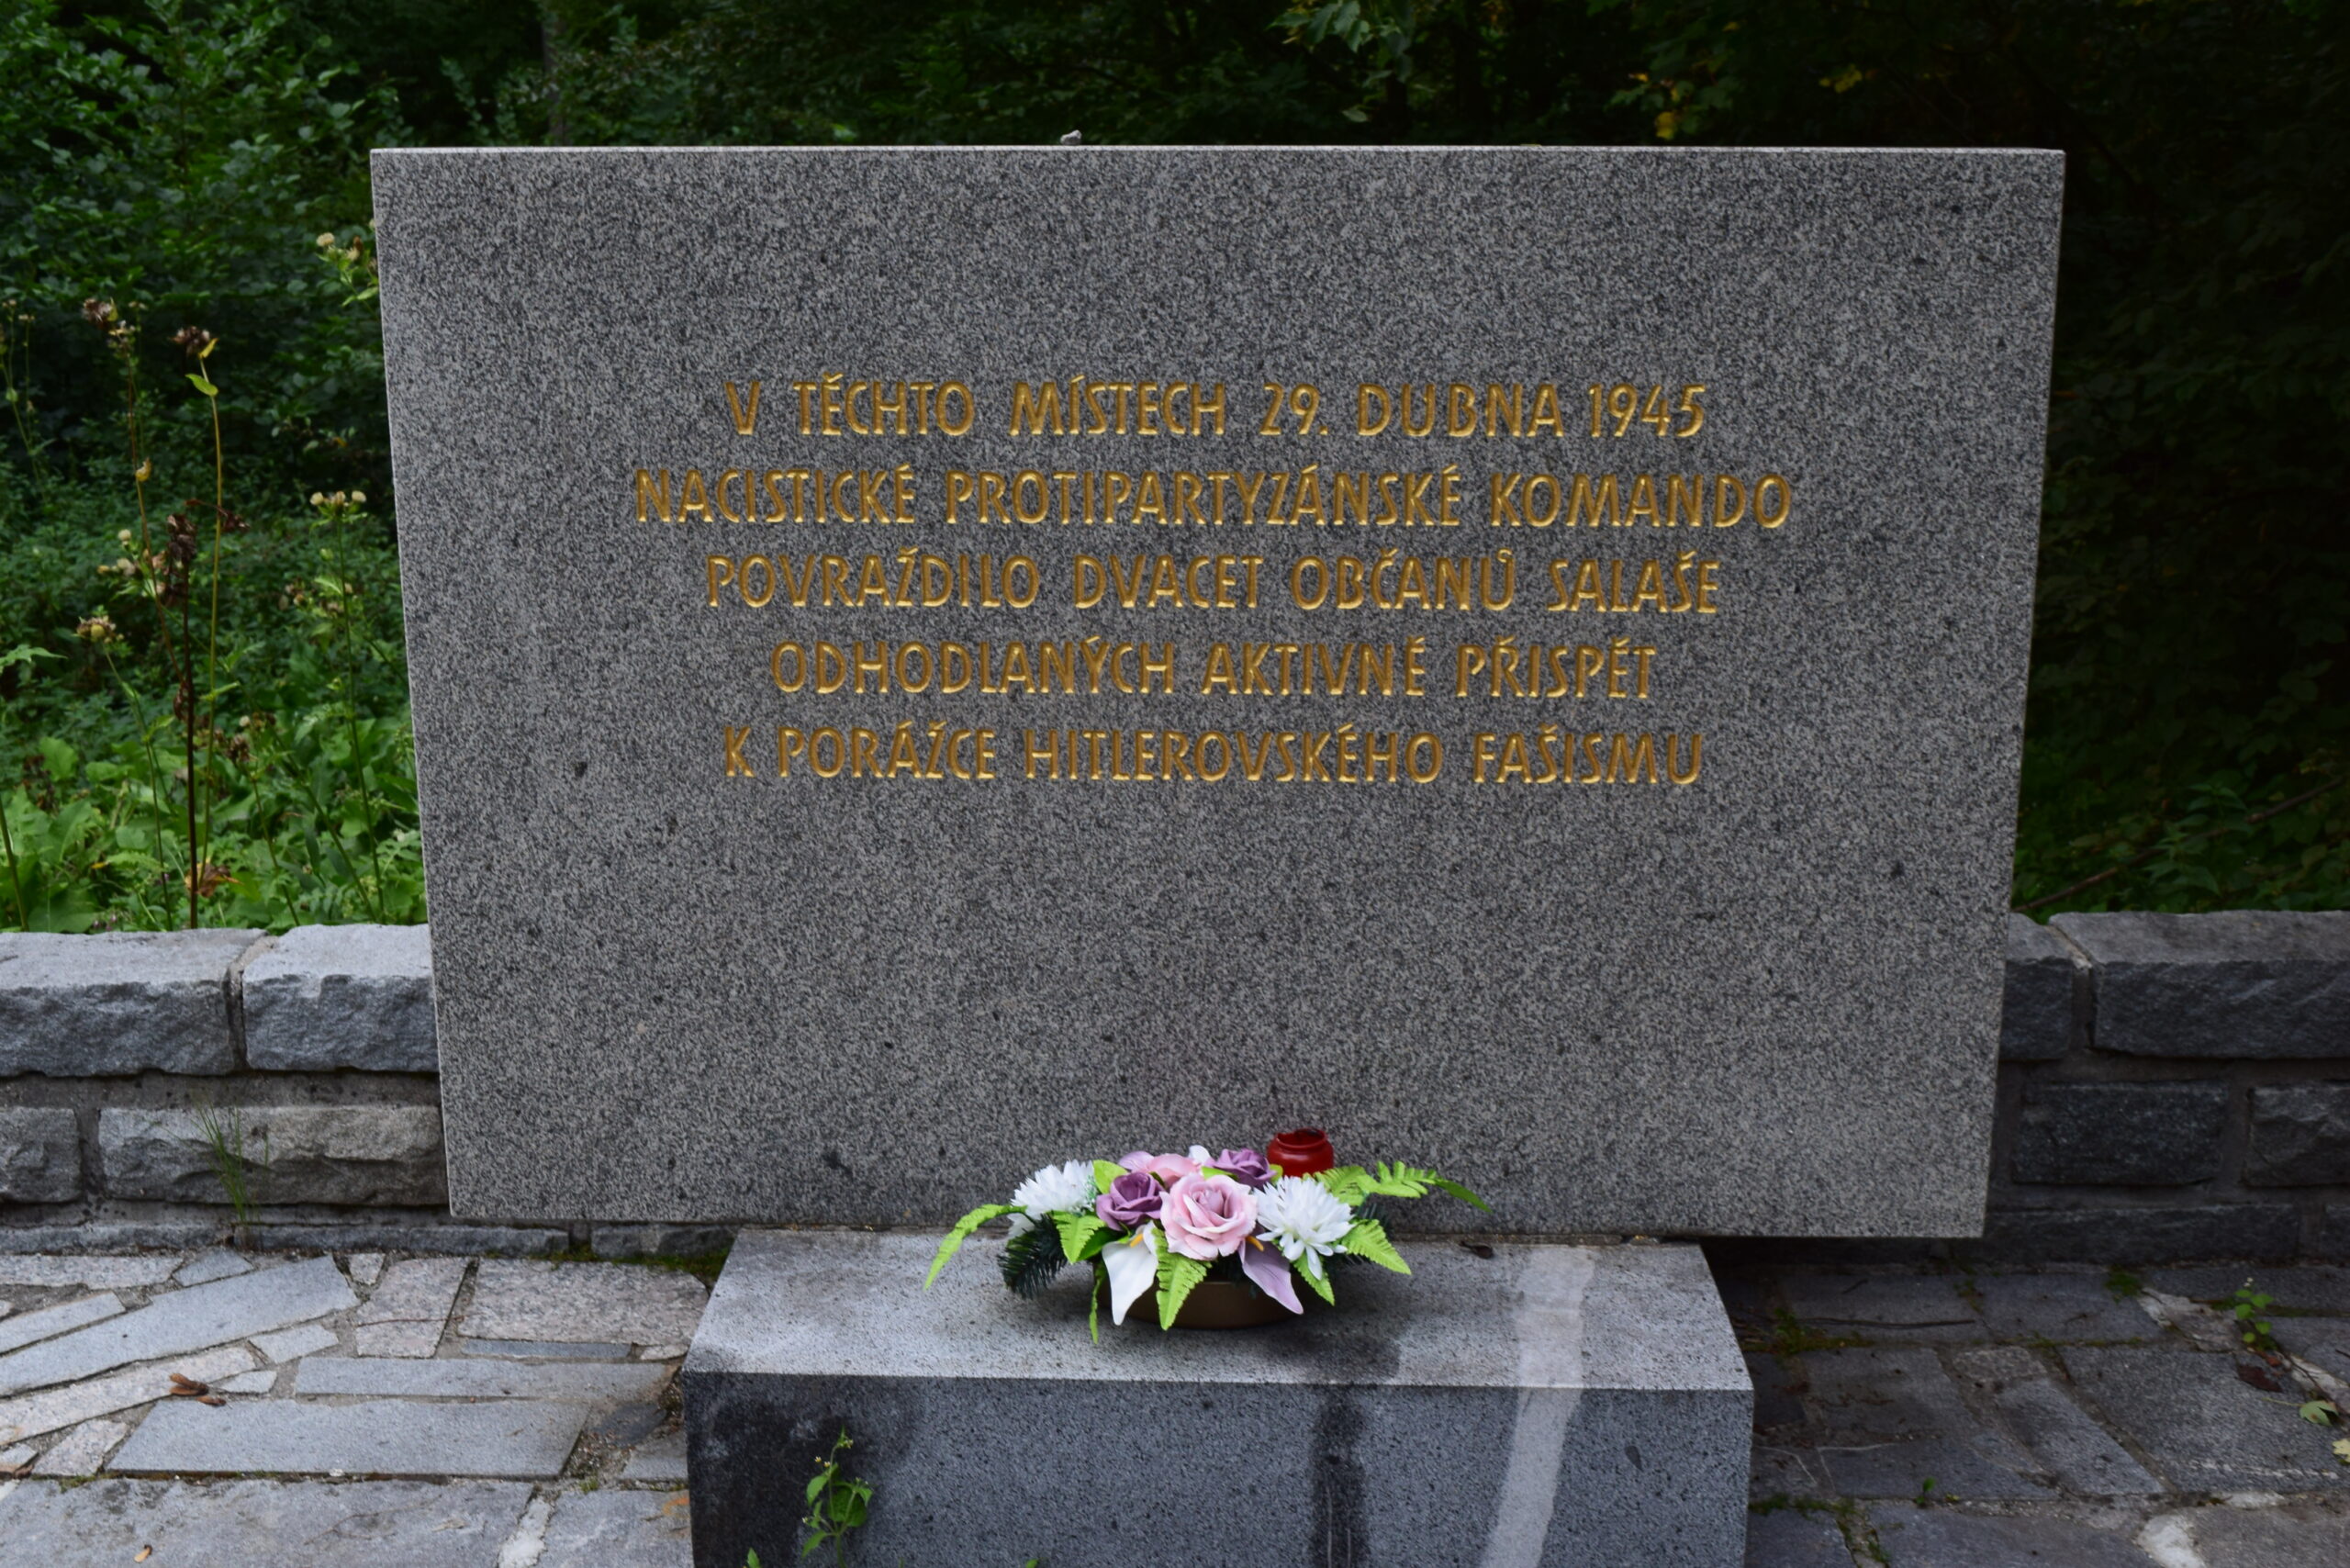 V TĚCHTO MÍSTECH 29. DUBNA 1945
NACISTICKÉ PROTIPARTYZÁNSKÉ KOMANDO
POVRAŽDILO DVACET OBČANŮ SALAŠE
ODHODLANÝCH AKTIVNĚ PŘISPĚT
K PORÁŽCE HITLEROVSKÉHO FAŠISMU